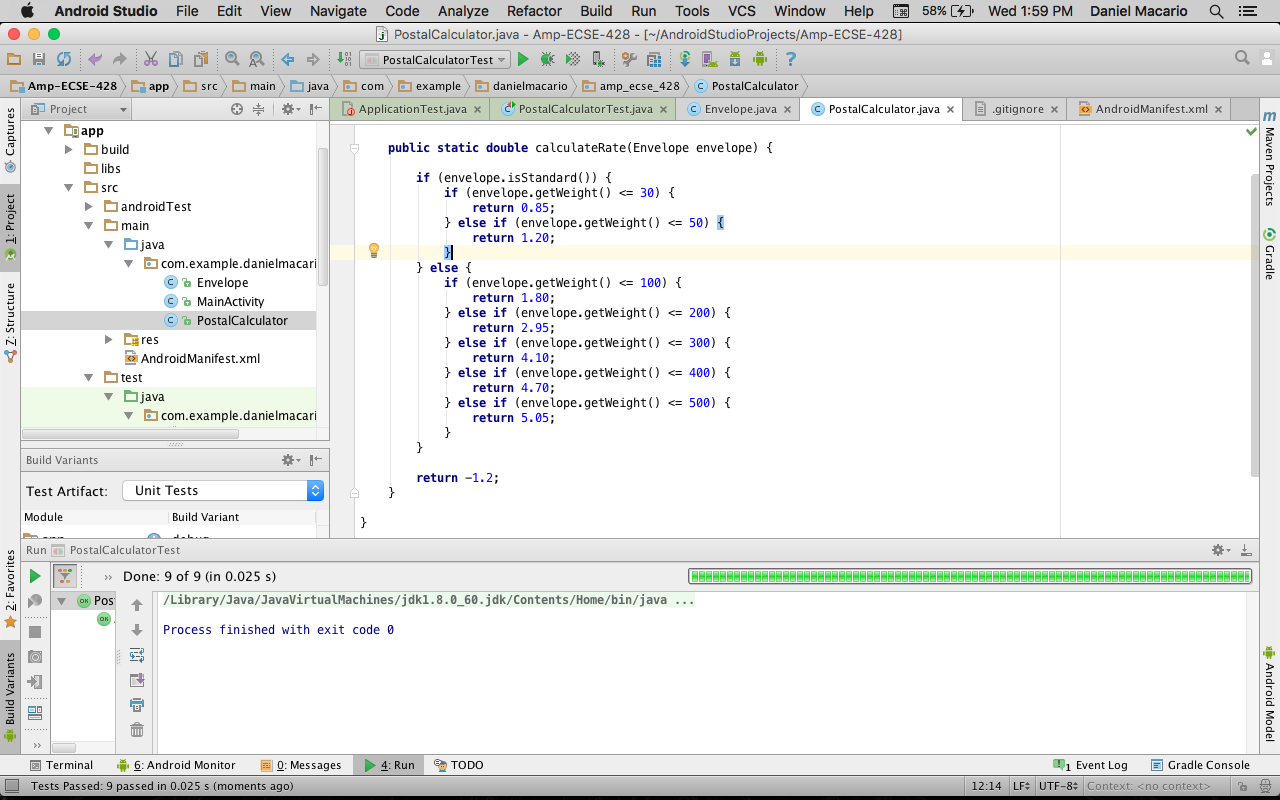 Android Studio File Edit View Navigate Code Analyze Refactor Build Run Tools VCS Window Help 58% Wed 1:59 PM Daniel Macario
PostalCalculator.java - Amp-ECSE-428 - [~/AndroidStudioProjects/Amp-ECSE-428]
PostalCalculatorTest
Amp-ECSE-428 app src main java com example danielmacario amp_ecse_428 PostalCalculator
Project
ApplicationTest.java PostalCalculatorTest.java Envelope.java PostalCalculator.java .gitignore AndroidManifest.xml
Captures
1: Project
Z: Structure
2: Favorites
Build Variants
app
build
libs
src
androidTest
main
java
com.example.danielmacari
Envelope
MainActivity
PostalCalculator
res
AndroidManifest.xml
test
java
com.example.danielmacari
public static double calculateRate(Envelope envelope) {
if (envelope.isStandard()) {
if (envelope.getWeight() <= 30) {
return 0.85;
} else if (envelope.getWeight() <= 50) {
return 1.20;
}
} else {
if (envelope.getWeight() <= 100) {
return 1.80;
} else if (envelope.getWeight() <= 200) {
return 2.95;
} else if (envelope.getWeight() <= 300) {
return 4.10;
} else if (envelope.getWeight() <= 400) {
return 4.70;
} else if (envelope.getWeight() <= 500) {
return 5.05;
}
}
return -1.2;
}
}
m Maven Projects
Gradle
Android Model
Build Variants
Test Artifact: Unit Tests
Module Build Variant
Run PostalCalculatorTest
Done: 9 of 9 (in 0.025 s)
OK Pos
OK
/Library/Java/JavaVirtualMachines/jdk1.8.0_60.jdk/Contents/Home/bin/java ...
Process finished with exit code 0
Terminal 6: Android Monitor 0: Messages 4: Run TODO 1 Event Log Gradle Console
Tests Passed: 9 passed in 0.025 s (moments ago) 12:14 LF UTF-8 Context: <no context>